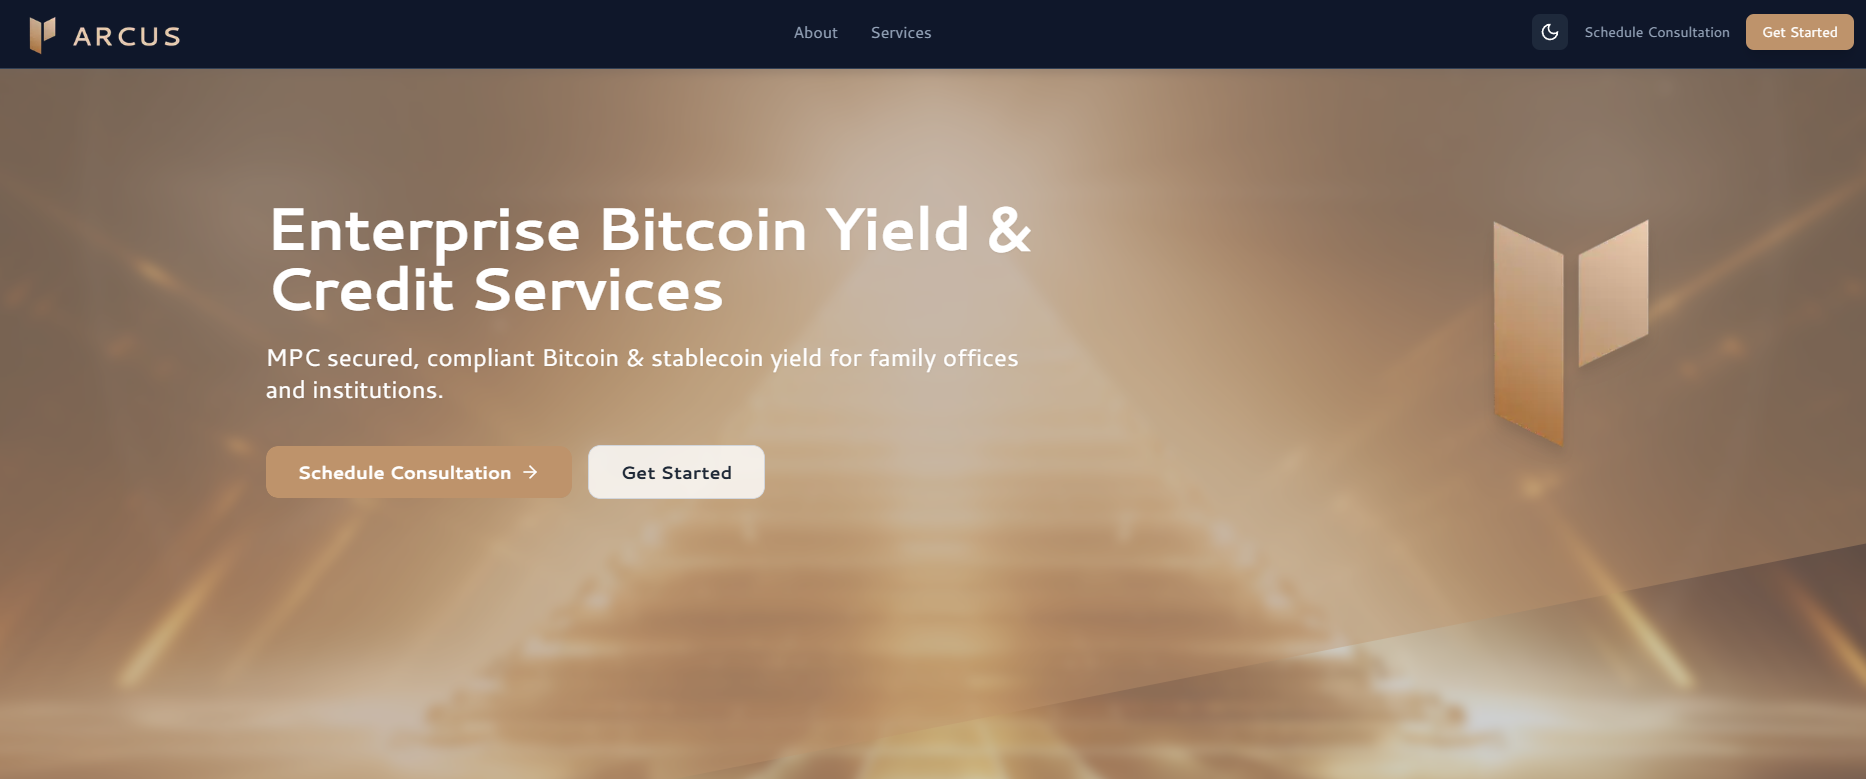 ARCUS
About
Services
Schedule Consultation
Get Started
Enterprise Bitcoin Yield &
Credit Services
MPC secured, compliant Bitcoin & stablecoin yield for family offices
and institutions.
Schedule Consultation →
Get Started